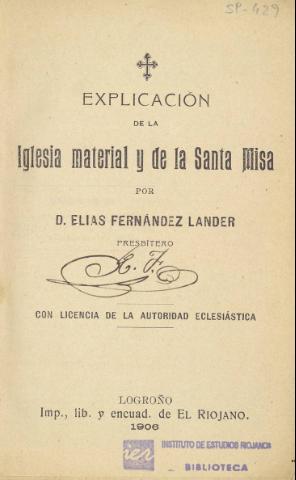 SP-429
EXPLICACIÓN
DE LA
Iglesia material y de la Santa Misa
POR
D. ELIAS FERNÁNDEZ LANDER
PRESBÍTERO
CON LICENCIA DE LA AUTORIDAD ECLESIÁSTICA
LOGROÑO
Imp., lib. y encuad. de EL RIOJANO.
1906
ier
INSTITUTO DE ESTUDIOS RIOJANOS
BIBLIOTECA